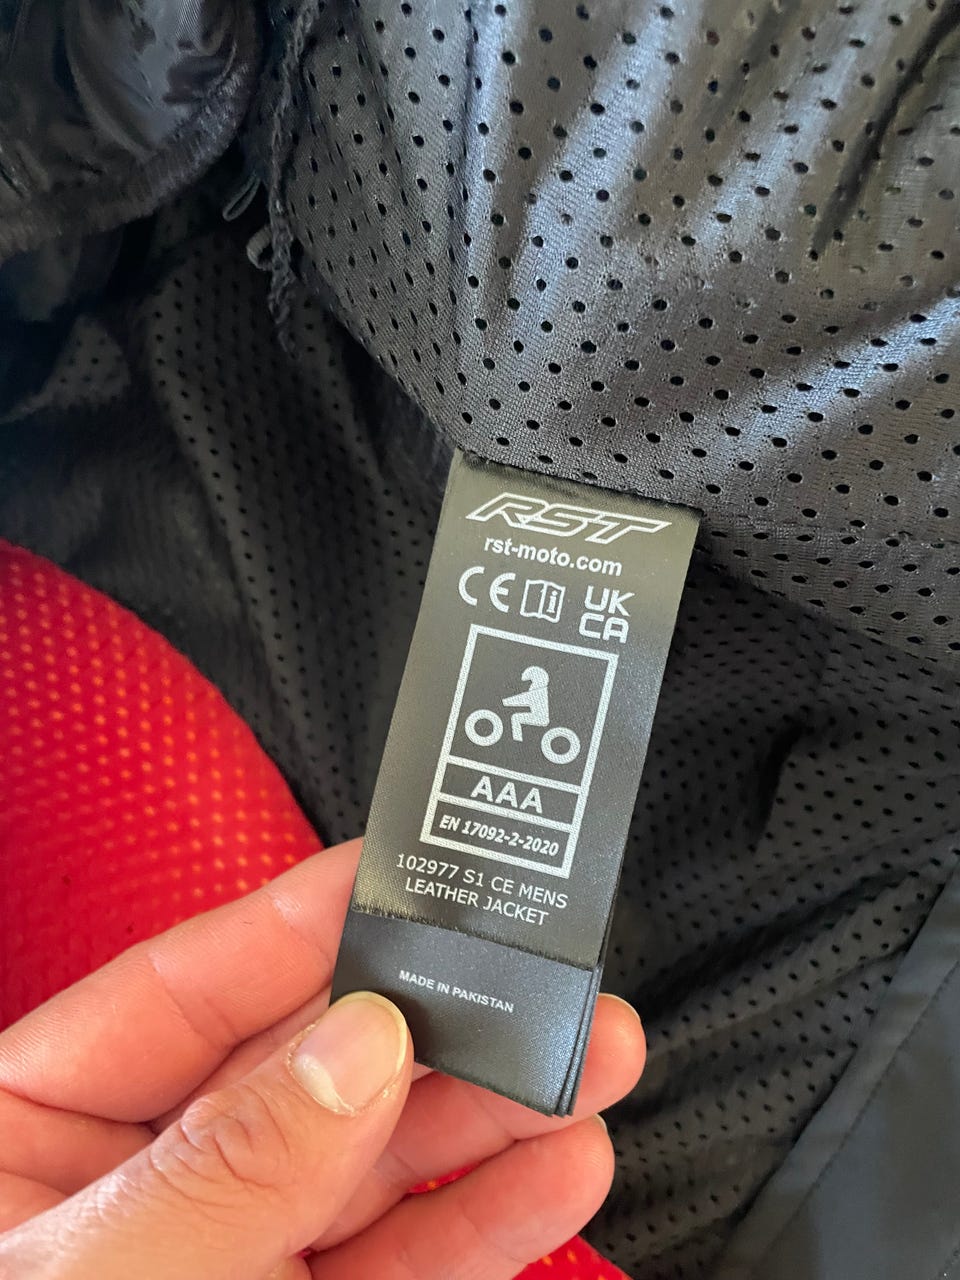 RST
rst-moto.com
CE i UK
CA
AAA
EN 17092-2-2020
102977 S1 CE MENS
LEATHER JACKET
MADE IN PAKISTAN